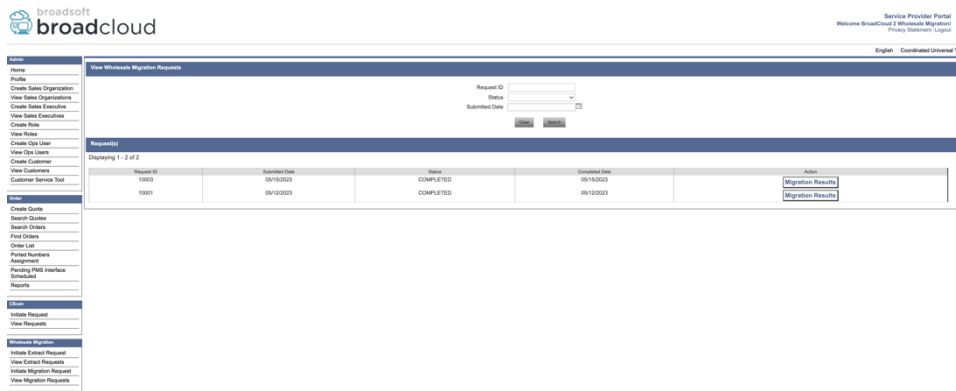 broadsoft
broadcloud
Service Provider Portal
Welcome BroadCloud 2 Wholesale Migration!
Privacy Statement | Logout
English Coordinated Universal T
Admin
Home
Profile
Create Sales Organization
View Sales Organizations
Create Sales Executive
View Sales Executives
Create Role
View Roles
Create Ops User
View Ops Users
Create Customer
View Customers
Customer Service Tool
Order
Create Quote
Search Quotes
Search Orders
Find Orders
Order List
Ported Numbers
Assignment
Pending PMS Interface
Scheduled
Reports
CScan
Initiate Request
View Requests
Wholesale Migration
Initiate Extract Request
View Extract Requests
Initiate Migration Request
View Migration Requests
View Wholesale Migration Requests
Request ID
Status
Submitted Date
Clear Search
Request(s)
Displaying 1 - 2 of 2
Request ID Submitted Date Status Completed Date Action
10003 05/15/2023 COMPLETED 05/15/2023 Migration Results
10001 05/12/2023 COMPLETED 05/12/2023 Migration Results